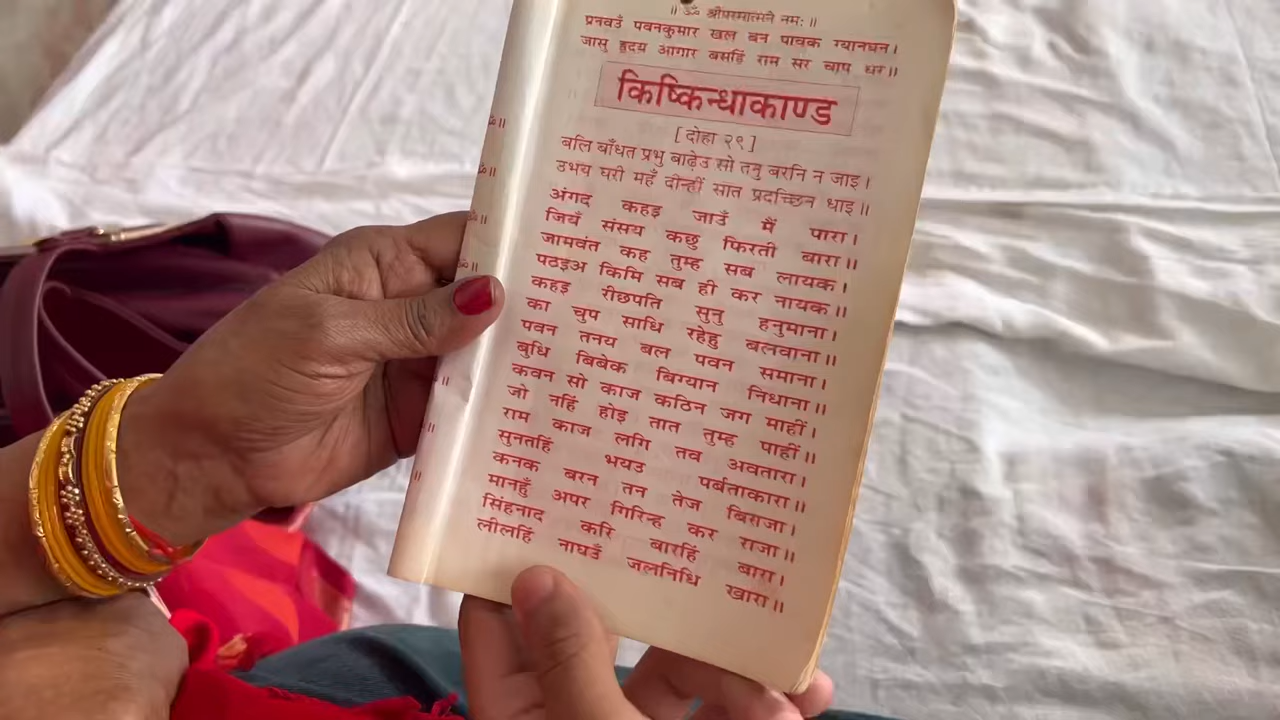 ॥ ॐ श्रीपरमात्मने नमः ॥
प्रनवउँ पवनकुमार खल बन पावक ग्यानघन।
जासु हृदय आगार बसहिं राम सर चाप धर॥
किष्किन्धाकाण्ड
[दोहा २९]
बलि बाँधत प्रभु बाढ़ेउ सो तनु बरनि न जाइ।
उभय घरी महँ दीन्हीं सात प्रदच्छिन धाइ॥
अंगद कहइ जाउँ मैं पारा।
जियँ संसय कछु फिरती बारा॥
जामवंत कह तुम्ह सब लायक।
पठइअ किमि सब ही कर नायक॥
कहइ रीछपति सुनु हनुमाना।
का चुप साधि रहेहु बलवाना॥
पवन तनय बल पवन समाना।
बुधि बिबेक बिग्यान निधाना॥
कवन सो काज कठिन जग माहीं।
जो नहिं होइ तात तुम्ह पाहीं॥
राम काज लगि तव अवतारा।
सुनतहिं भयउ पर्बताकारा॥
कनक बरन तन तेज बिराजा।
मानहुँ अपर गिरिन्ह कर राजा॥
सिंहनाद करि बारहिं बारा।
लीलहिं नाघउँ जलनिधि खारा॥